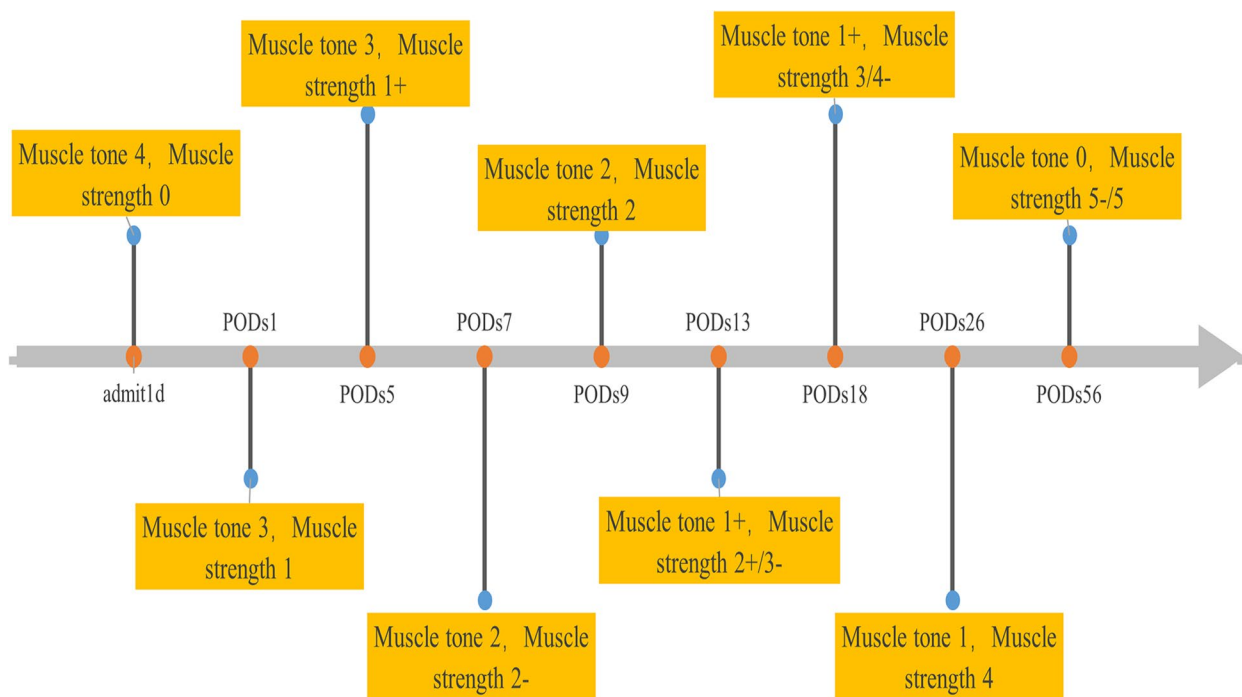 Muscle tone 3, Muscle
strength 1+
Muscle tone 1+, Muscle
strength 3/4-
Muscle tone 4, Muscle
strength 0
Muscle tone 2, Muscle
strength 2
Muscle tone 0, Muscle
strength 5-/5
PODs1
PODs7
PODs13
PODs26
admit1d
PODs5
PODs9
PODs18
PODs56
Muscle tone 3, Muscle
strength 1
Muscle tone 1+, Muscle
strength 2+/3-
Muscle tone 2, Muscle
strength 2-
Muscle tone 1, Muscle
strength 4